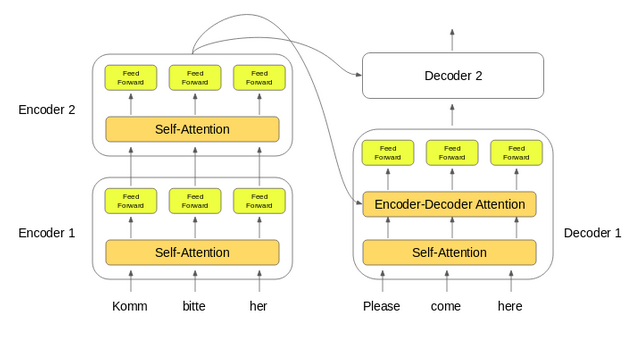 Encoder 2
Feed Forward
Feed Forward
Feed Forward
Self-Attention
Encoder 1
Feed Forward
Feed Forward
Feed Forward
Self-Attention
Komm bitte her
Decoder 2
Decoder 1
Feed Forward
Feed Forward
Feed Forward
Encoder-Decoder Attention
Self-Attention
Please come here